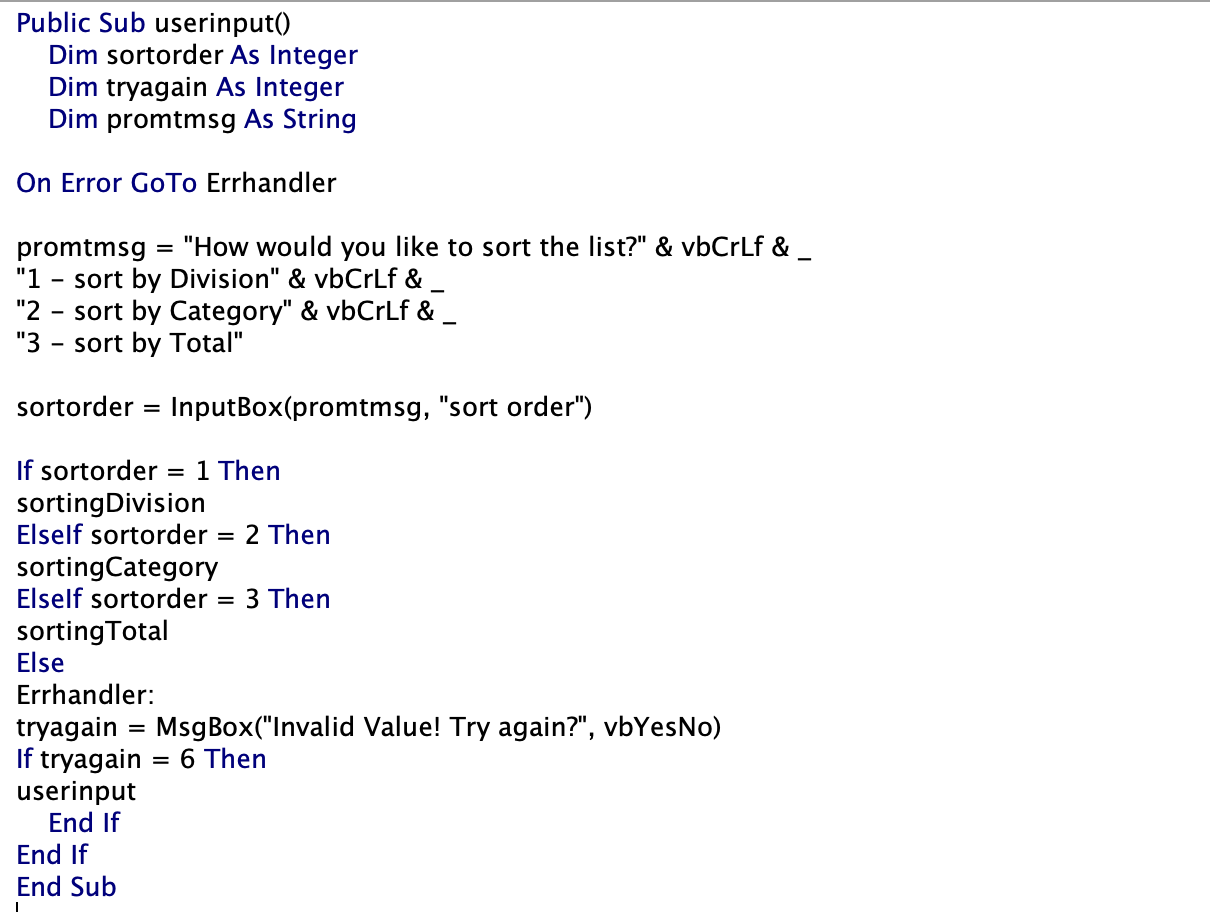 Public Sub userinput()
Dim sortorder As Integer
Dim tryagain As Integer
Dim promtmsg As String
On Error GoTo Errhandler
promtmsg = "How would you like to sort the list?" & vbCrLf & _
"1 - sort by Division" & vbCrLf & _
"2 - sort by Category" & vbCrLf & _
"3 - sort by Total"
sortorder = InputBox(promtmsg, "sort order")
If sortorder = 1 Then
sortingDivision
ElseIf sortorder = 2 Then
sortingCategory
ElseIf sortorder = 3 Then
sortingTotal
Else
Errhandler:
tryagain = MsgBox("Invalid Value! Try again?", vbYesNo)
If tryagain = 6 Then
userinput
End If
End If
End Sub